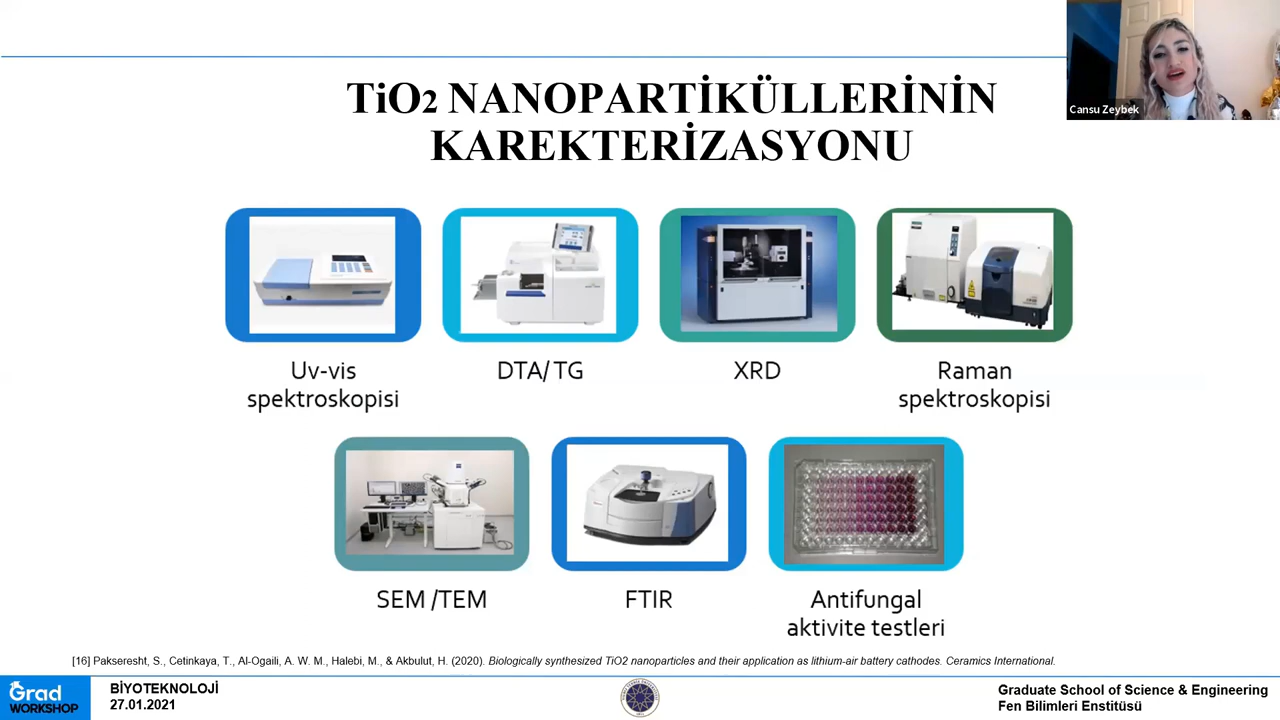 Cansu Zeybek
TiO2 NANOPARTİKÜLLERİNİN
KAREKTERİZASYONU
Uv-vis
spektroskopisi
DTA/ TG
XRD
Raman
spektroskopisi
SEM /TEM
FTIR
Antifungal
aktivite testleri
[16] Pakseresht, S., Cetinkaya, T., Al-Ogaili, A. W. M., Halebi, M., & Akbulut, H. (2020). Biologically synthesized TiO2 nanoparticles and their application as lithium-air battery cathodes. Ceramics International.
Grad
WORKSHOP
BİYOTEKNOLOJİ
27.01.2021
Graduate School of Science & Engineering
Fen Bilimleri Enstitüsü